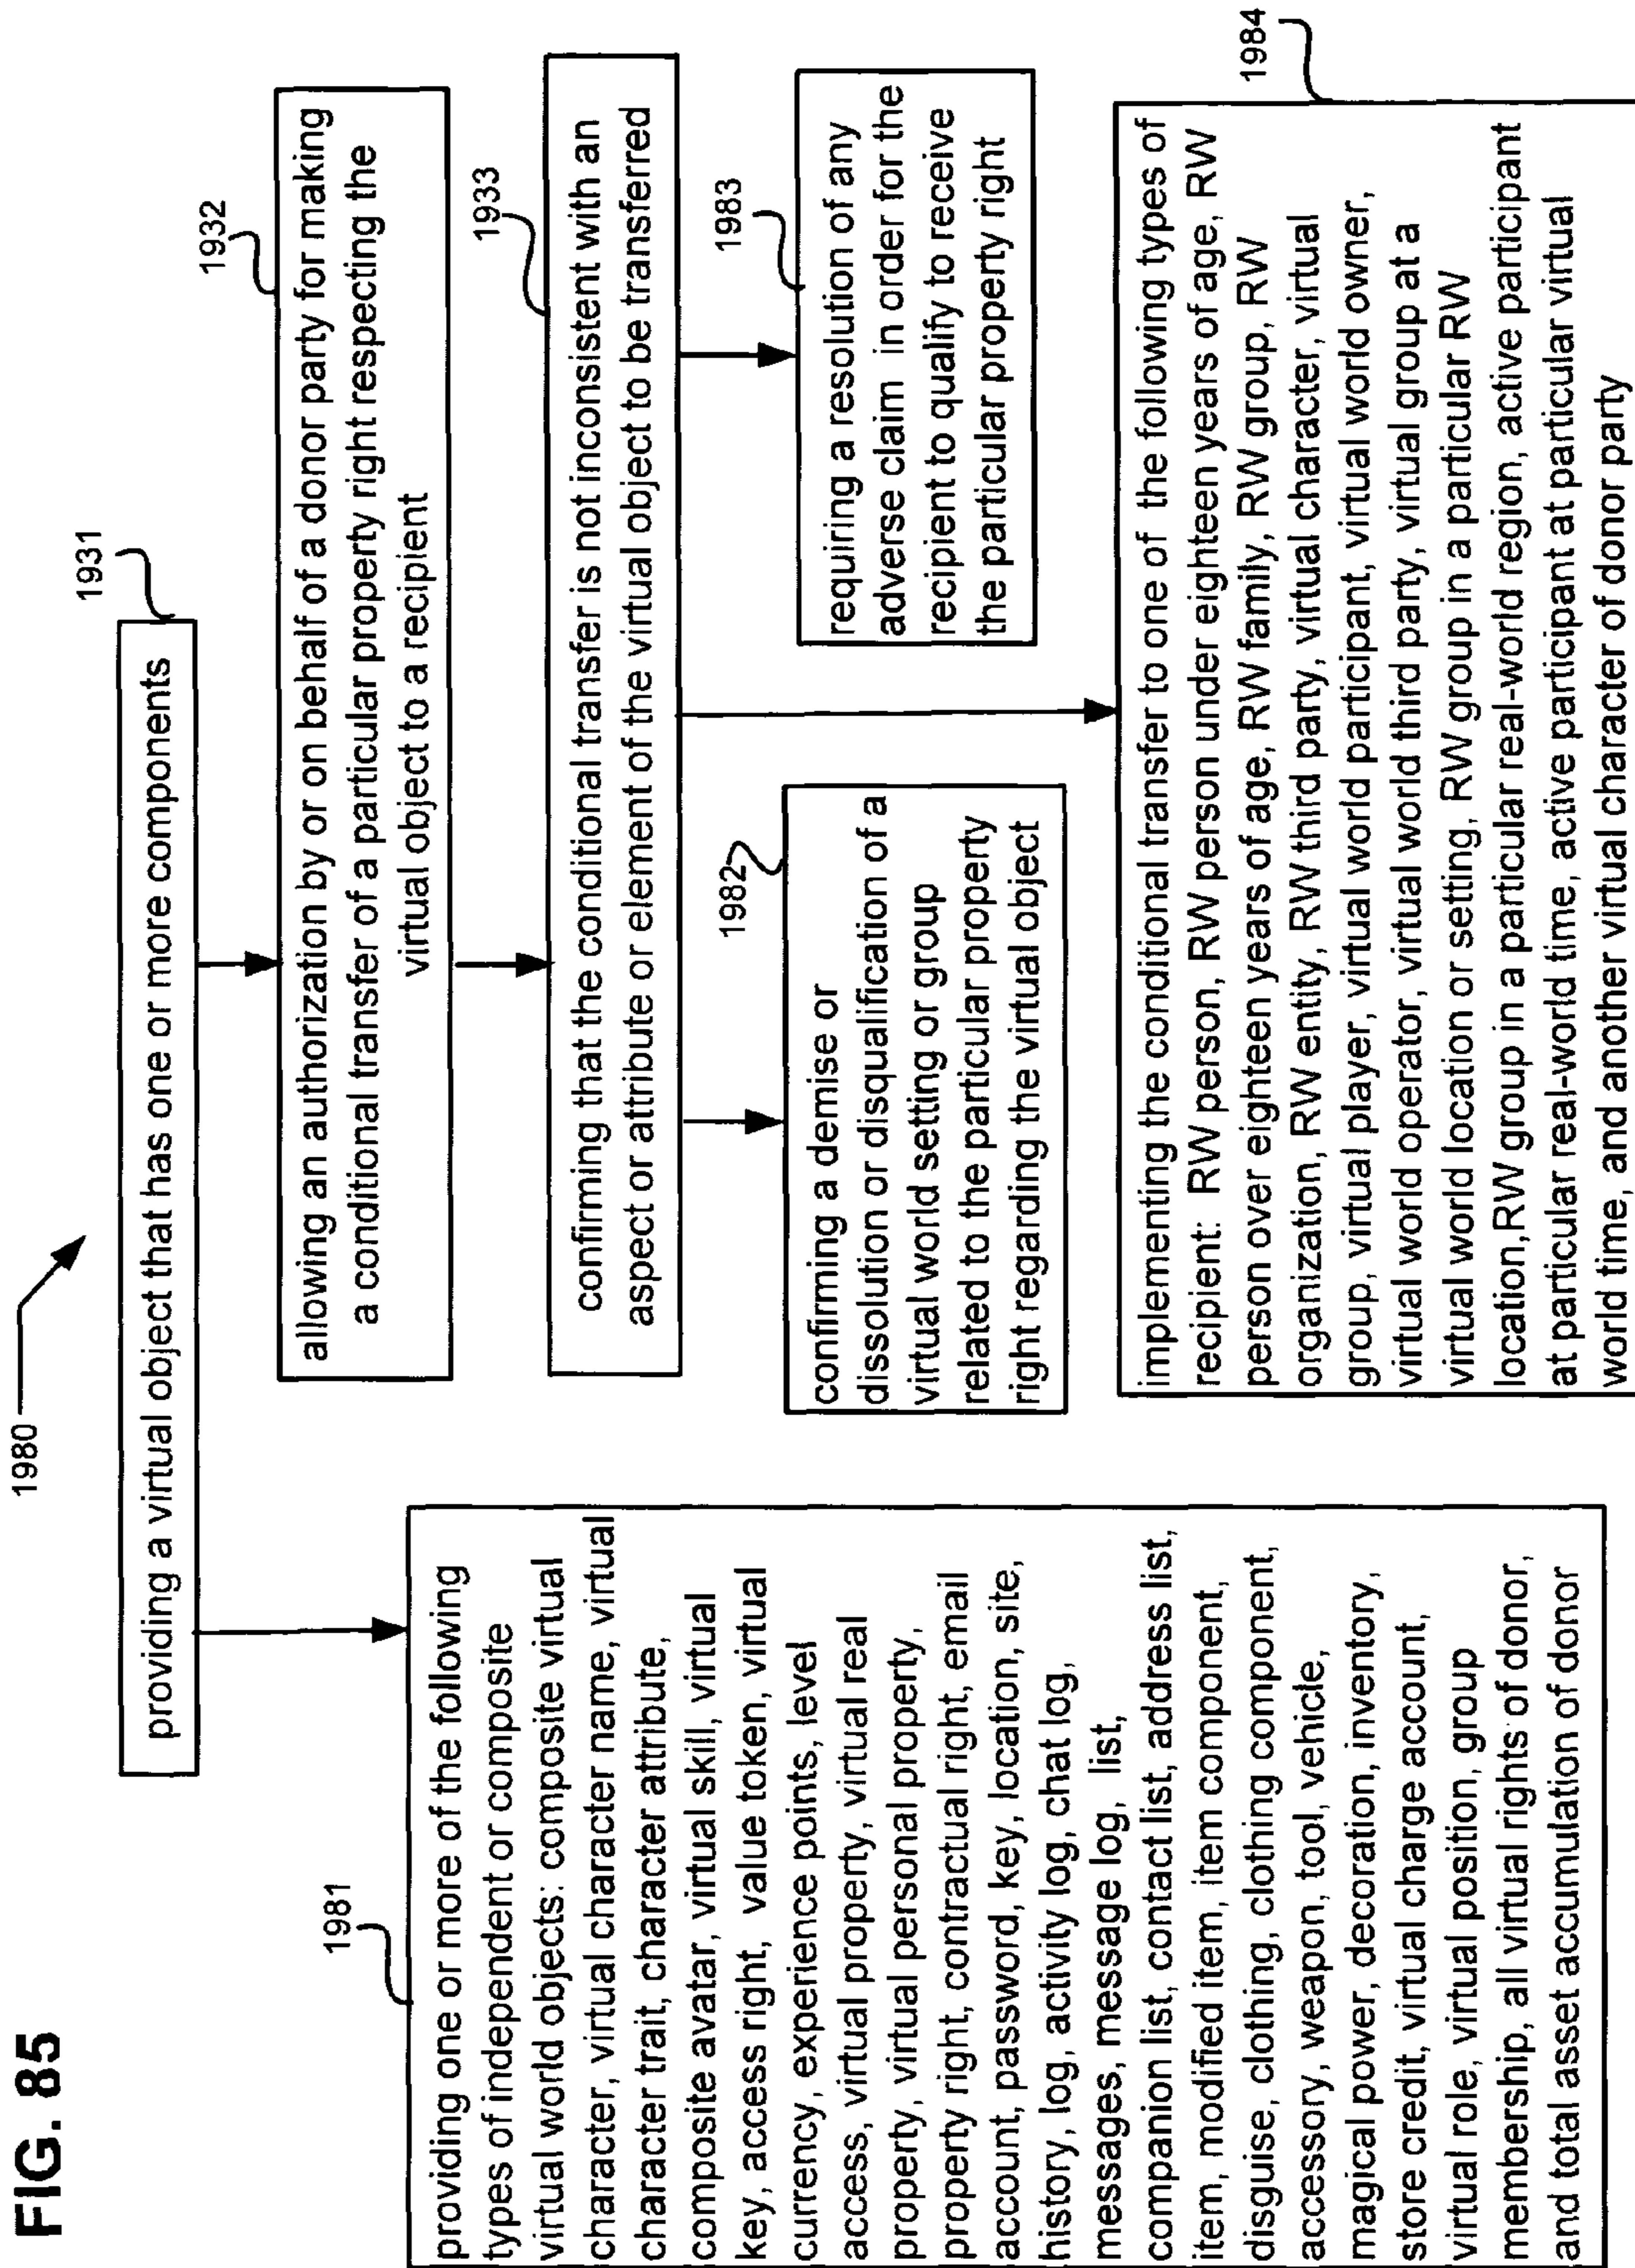 FIG. 85
1980
1931
providing a virtual object that has one or more components
1932
allowing an authorization by or on behalf of a donor party for making
a conditional transfer of a particular property right respecting the
virtual object to a recipient
1933
confirming that the conditional transfer is not inconsistent with an
aspect or attribute or element of the virtual object to be transferred
1981
providing one or more of the following
types of independent or composite
virtual world objects: composite virtual
character, virtual character name, virtual
character trait, character attribute,
composite avatar, virtual skill, virtual
key, access right, value token, virtual
currency, experience points, level
access, virtual property, virtual real
property, virtual personal property,
property right, contractual right, email
account, password, key, location, site,
history, log, activity log, chat log,
messages, message log, list,
companion list, contact list, address list,
item, modified item, item component,
disguise, clothing, clothing component,
accessory, weapon, tool, vehicle,
magical power, decoration, inventory,
store credit, virtual charge account,
virtual role, virtual position, group
membership, all virtual rights of donor,
and total asset accumulation of donor
1982
confirming a demise or
dissolution or disqualification of a
virtual world setting or group
related to the particular property
right regarding the virtual object
1983
requiring a resolution of any
adverse claim in order for the
recipient to qualify to receive
the particular property right
1984
implementing the conditional transfer to one of the following types of
recipient: RW person, RW person under eighteen years of age, RW
person over eighteen years of age, RW family, RW group, RW
organization, RW entity, RW third party, virtual character, virtual
group, virtual player, virtual world participant, virtual world owner,
virtual world operator, virtual world third party, virtual group at a
virtual world location or setting, RW group in a particular RW
location,RW group in a particular real-world region, active participant
at particular real-world time, active participant at particular virtual
world time, and another virtual character of donor party